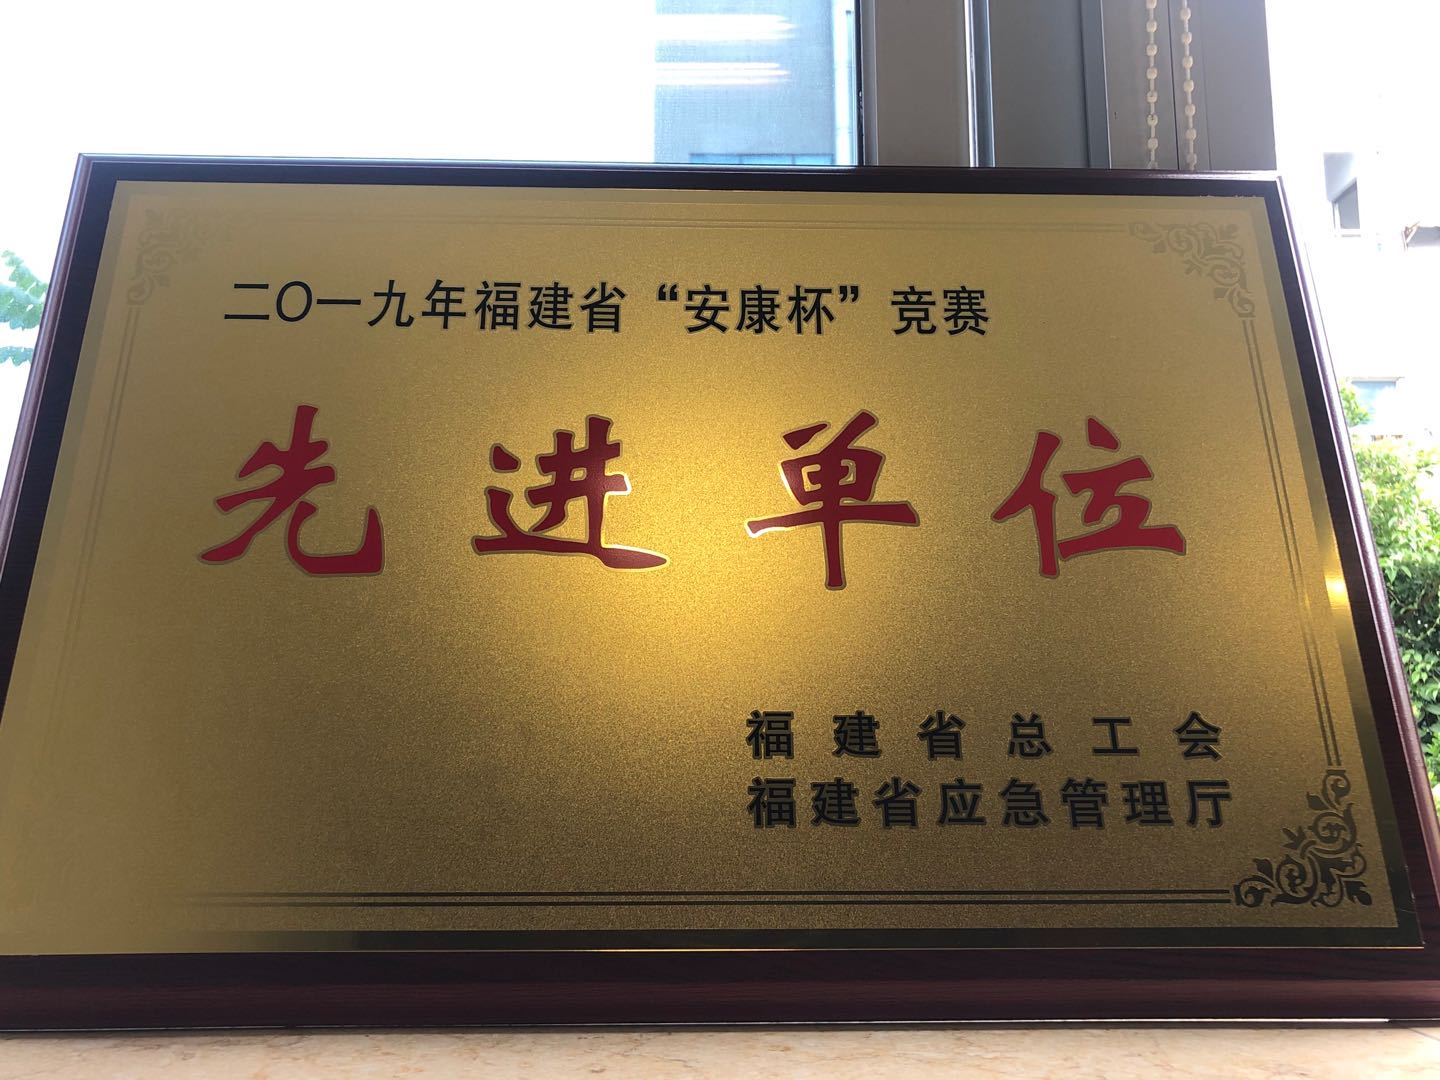 二〇一九年福建省“安康杯”竞赛
先进单位
福建省总工会
福建省应急管理厅